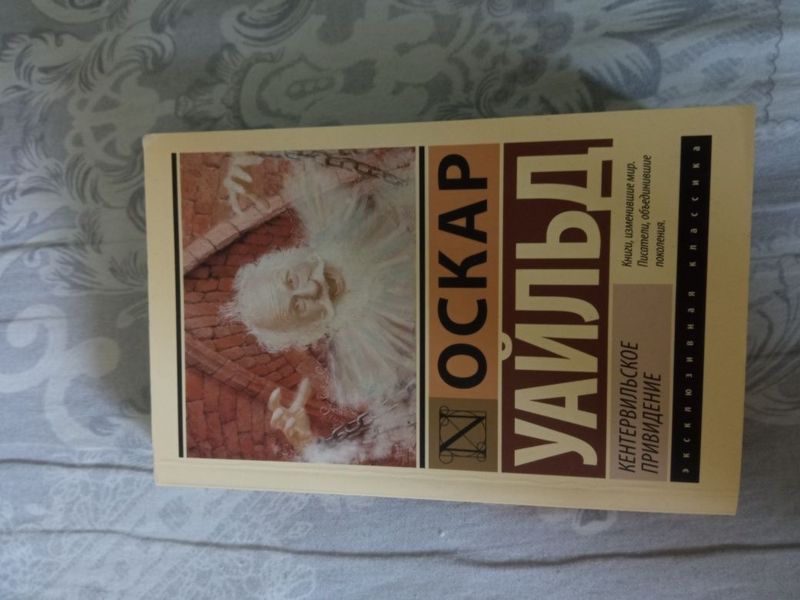 ОСКАР
УАЙЛЬД
КЕНТЕРВИЛЬСКОЕ
ПРИВИДЕНИЕ
Книги, изменившие мир.
Писатели, объединившие
поколения.
эксклюзивная классика